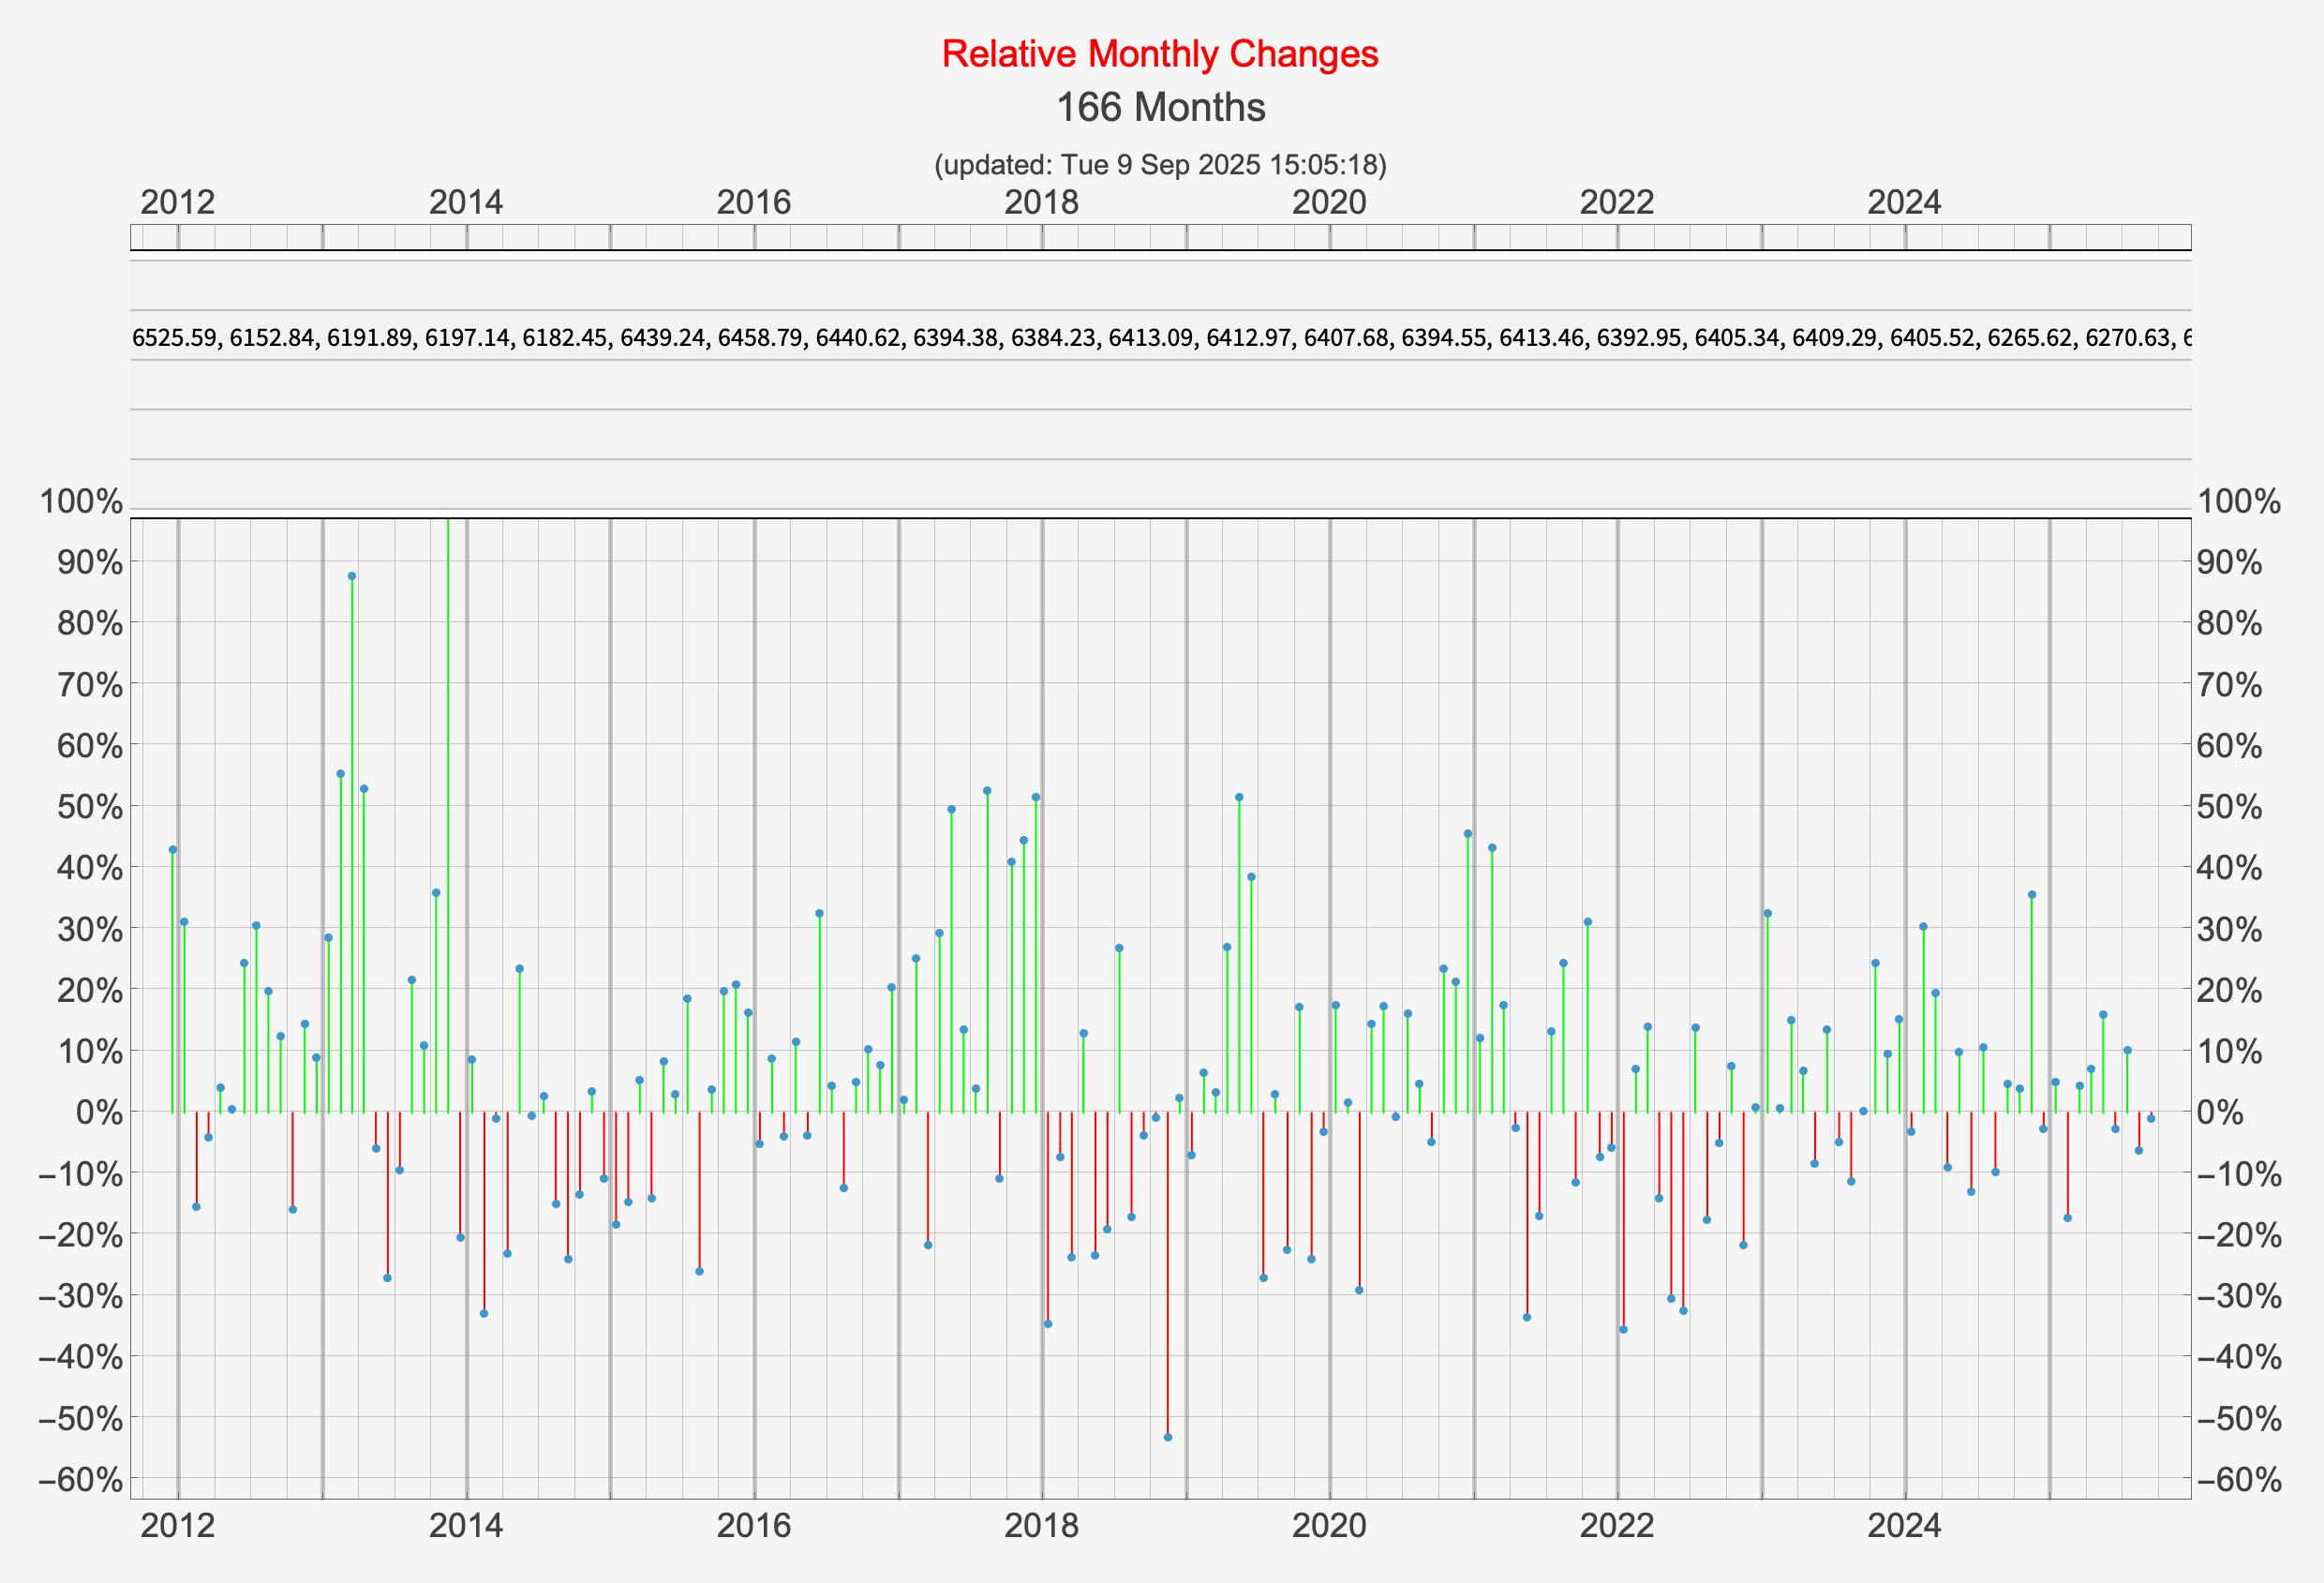 Relative Monthly Changes
166 Months
(updated: Tue 9 Sep 2025 15:05:18)
2012 2014 2016 2018 2020 2022 2024
6525.59, 6152.84, 6191.89, 6197.14, 6182.45, 6439.24, 6458.79, 6440.62, 6394.38, 6384.23, 6413.09, 6412.97, 6407.68, 6394.55, 6413.46, 6392.95, 6405.34, 6409.29, 6405.52, 6265.62, 6270.63,
100% 100%
90% 90%
80% 80%
70% 70%
60% 60%
50% 50%
40% 40%
30% 30%
20% 20%
10% 10%
0% 0%
−10% −10%
−20% −20%
−30% −30%
−40% −40%
−50% −50%
−60% −60%
2012 2014 2016 2018 2020 2022 2024